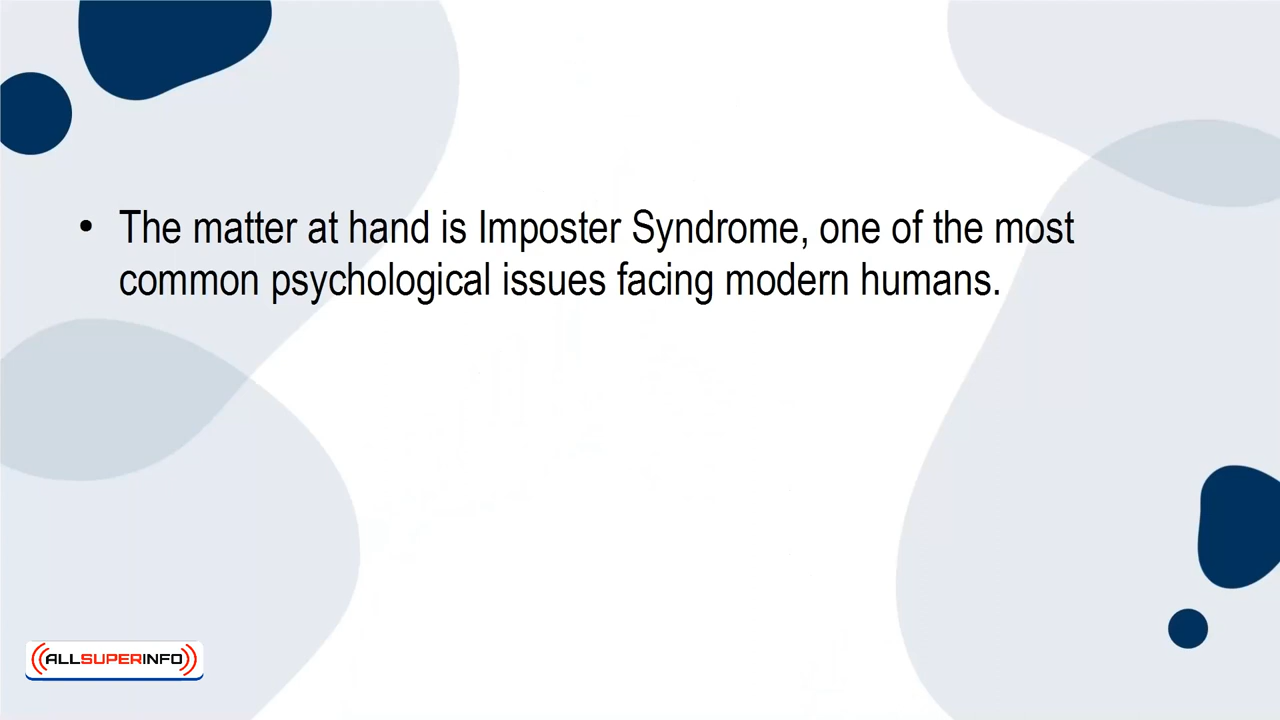 • The matter at hand is Imposter Syndrome, one of the most
common psychological issues facing modern humans.
ALLSUPERINFO